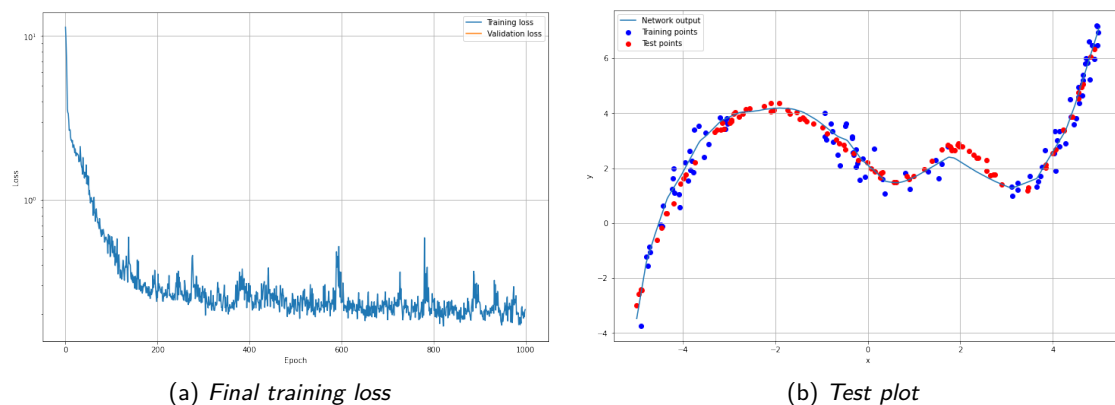 Training loss
Validation loss
10¹
10⁰
Loss
0
200
400
600
800
1000
Epoch
(a) Final training loss
Network output
Training points
Test points
6
4
2
0
−2
−4
y
−4
−2
0
2
4
x
(b) Test plot